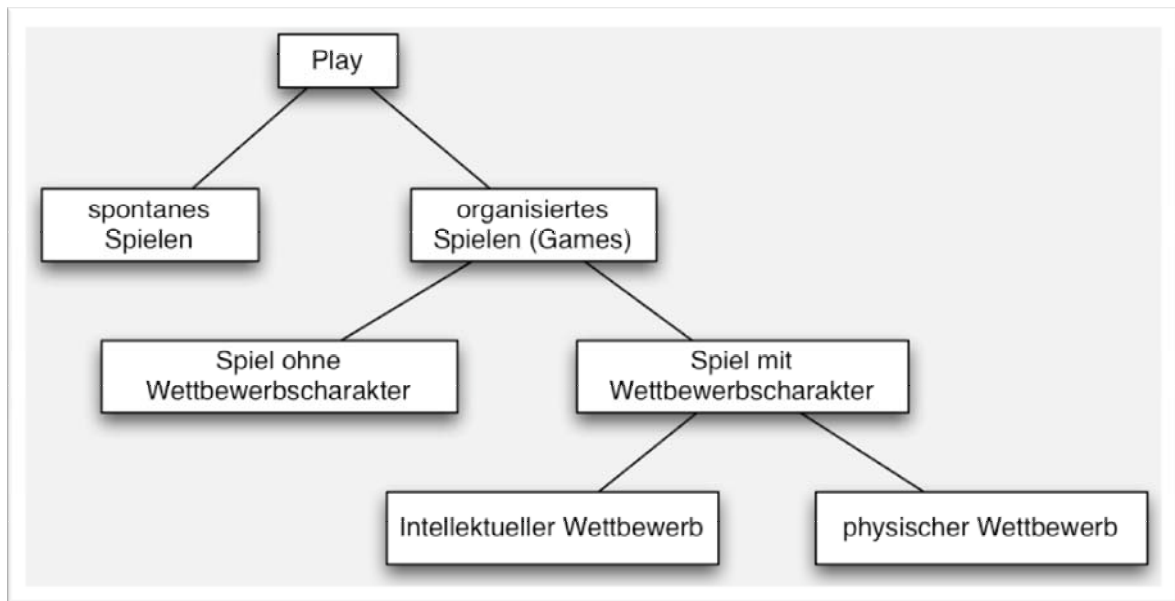 Play
spontanes
Spielen
organisiertes
Spielen (Games)
Spiel ohne
Wettbewerbscharakter
Spiel mit
Wettbewerbscharakter
Intellektueller Wettbewerb
physischer Wettbewerb